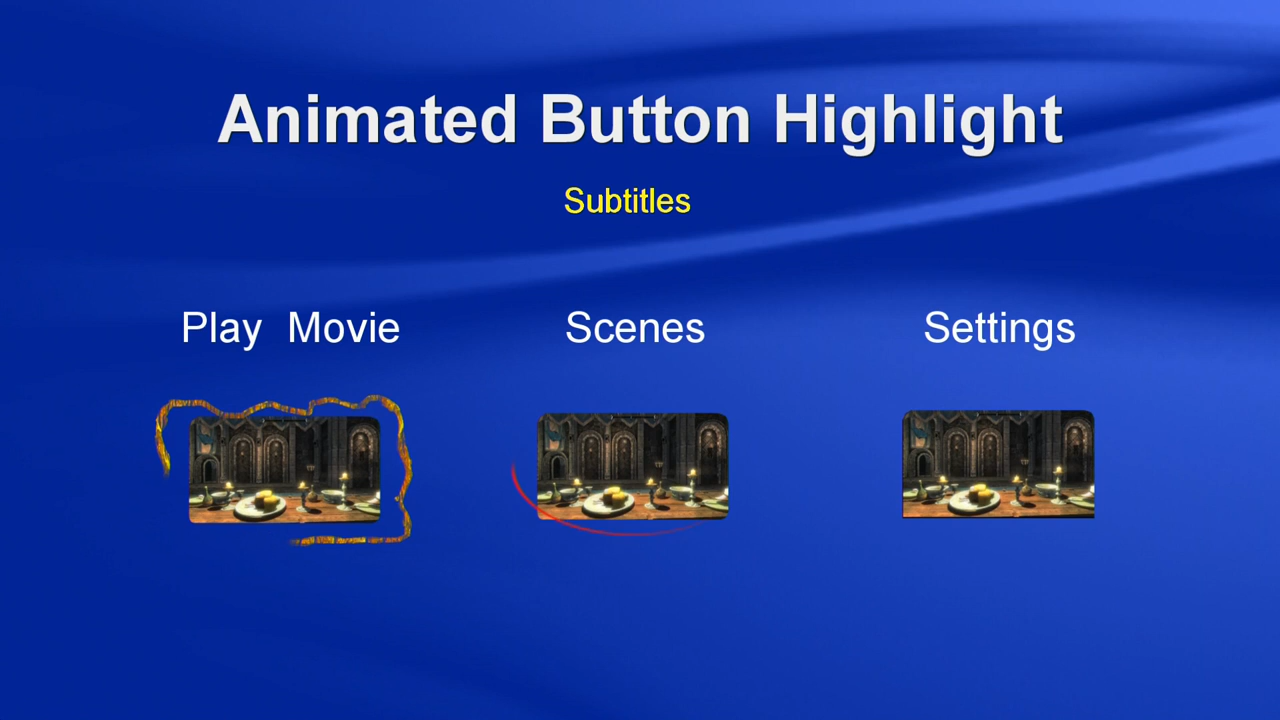 Animated Button Highlight
Subtitles
Play Movie
Scenes
Settings